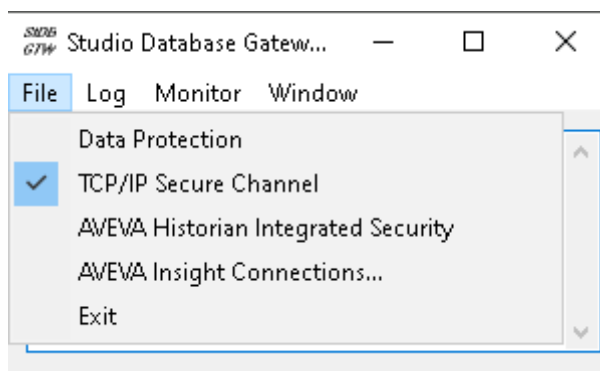 STDB
GTW
Studio Database Gatew...
File Log Monitor Window
Data Protection
TCP/IP Secure Channel
AVEVA Historian Integrated Security
AVEVA Insight Connections...
Exit